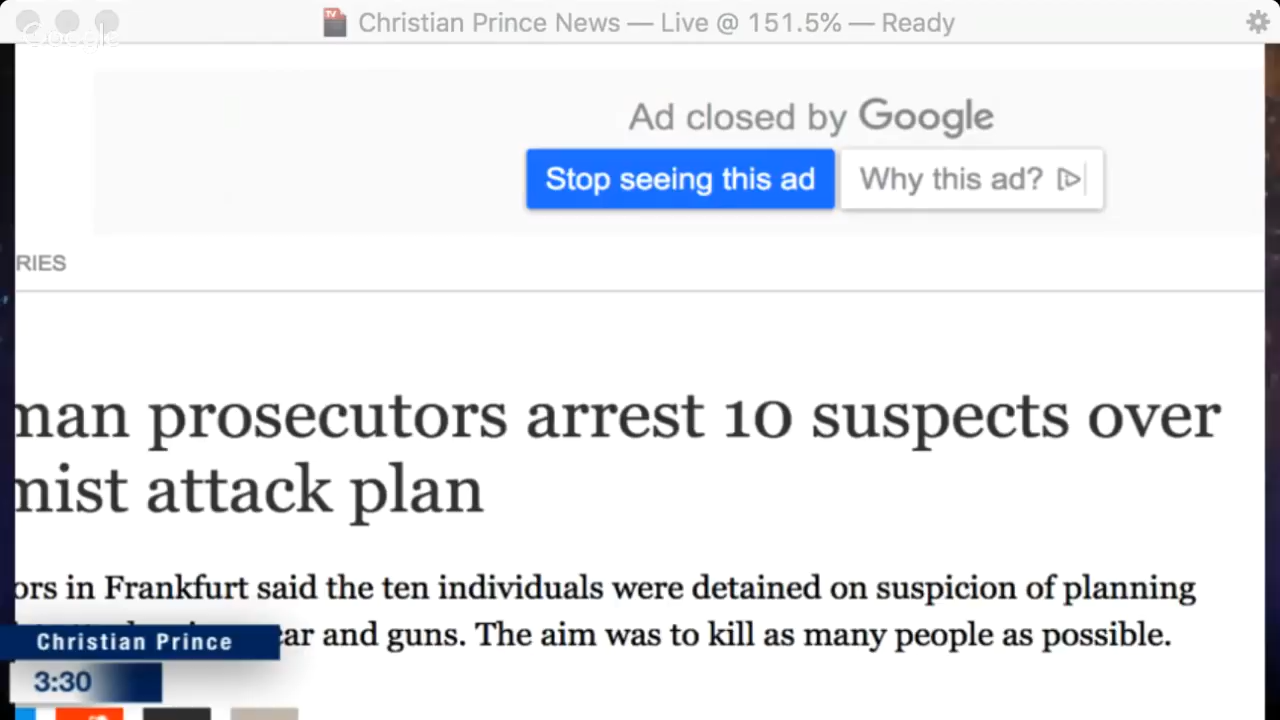 Christian Prince News — Live @ 151.5% — Ready
Google
Ad closed by Google
Stop seeing this ad
Why this ad?
RIES
man prosecutors arrest 10 suspects over
mist attack plan
ors in Frankfurt said the ten individuals were detained on suspicion of planning
ar and guns. The aim was to kill as many people as possible.
Christian Prince
3:30